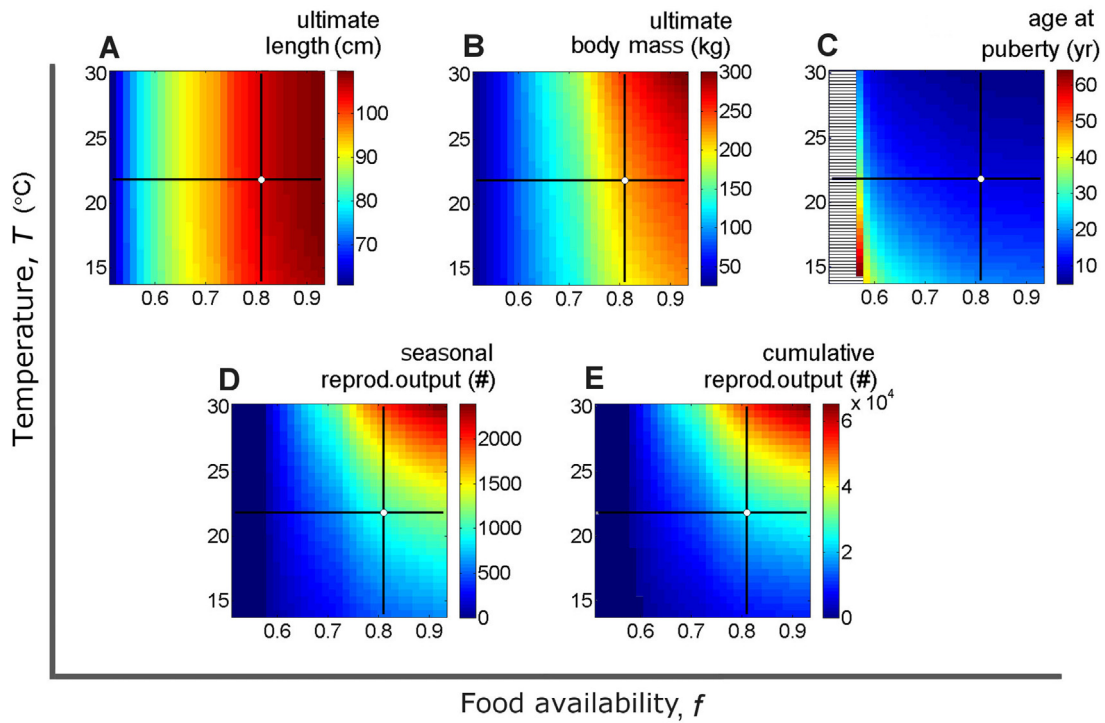 A
ultimate
length (cm)
30
25
20
15
0.6 0.7 0.8 0.9
100
90
80
70
B
ultimate
body mass (kg)
30
25
20
15
0.6 0.7 0.8 0.9
300
250
200
150
100
50
C
age at
puberty (yr)
30
25
20
15
0.6 0.7 0.8 0.9
60
50
40
30
20
10
D
seasonal
reprod.output (#)
30
25
20
15
0.6 0.7 0.8 0.9
2000
1500
1000
500
0
E
cumulative
reprod.output (#)
x 10⁴
30
25
20
15
0.6 0.7 0.8 0.9
6
4
2
0
Temperature, T (°C)
Food availability, f